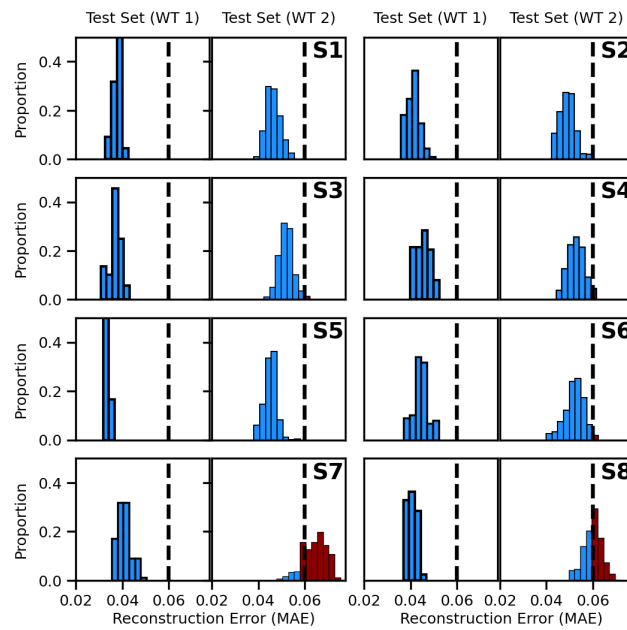 Test Set (WT 1) Test Set (WT 2) Test Set (WT 1) Test Set (WT 2)
Proportion 0.4 0.2 0.0 S1 S2
Proportion 0.4 0.2 0.0 S3 S4
Proportion 0.4 0.2 0.0 S5 S6
Proportion 0.4 0.2 0.0 S7 S8
0.02 0.04 0.06 0.04 0.06 0.02 0.04 0.06 0.04 0.06
Reconstruction Error (MAE) Reconstruction Error (MAE)